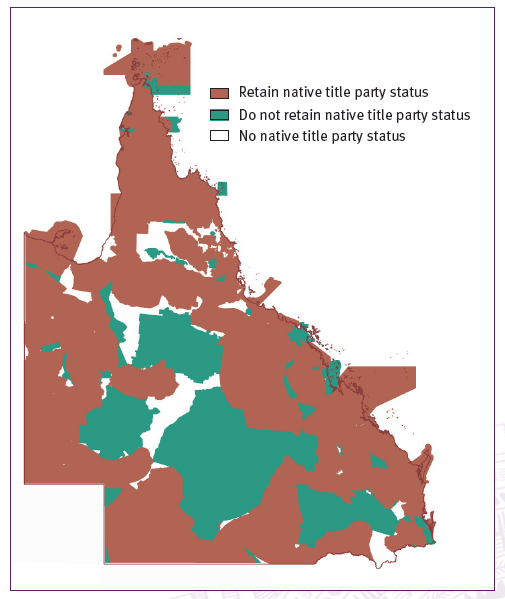 Retain native title party status
Do not retain native title party status
No native title party status